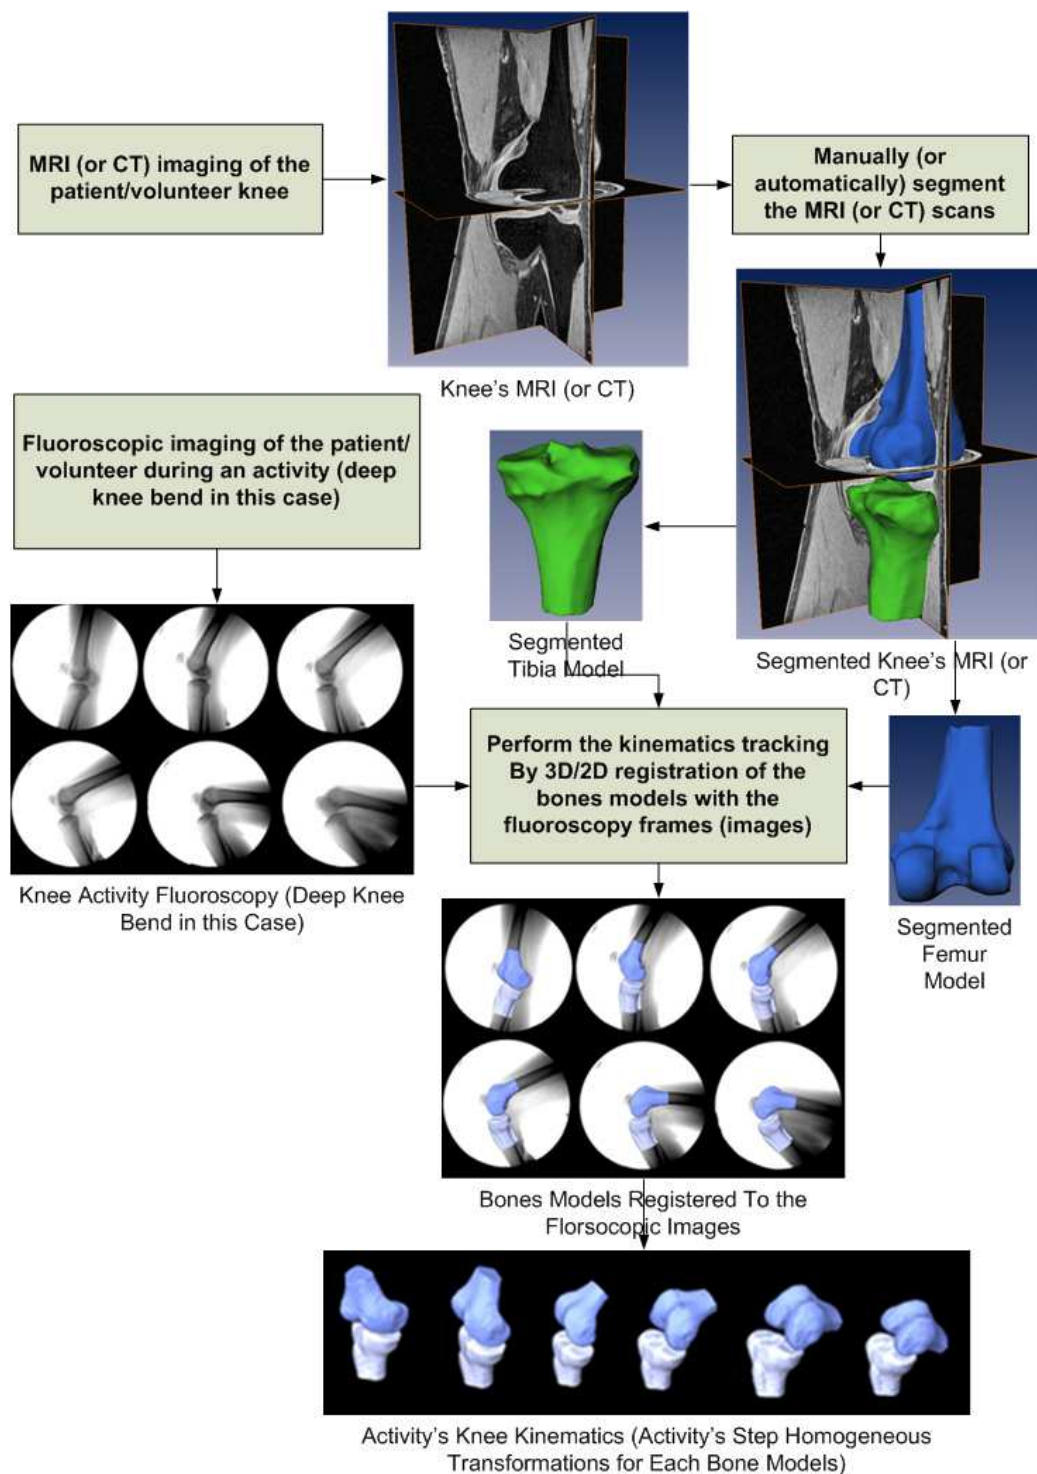 MRI (or CT) imaging of the
patient/volunteer knee
Manually (or
automatically) segment
the MRI (or CT) scans
Knee's MRI (or CT)
Fluoroscopic imaging of the patient/
volunteer during an activity (deep
knee bend in this case)
Segmented
Tibia Model
Segmented Knee's MRI (or
CT)
Perform the kinematics tracking
By 3D/2D registration of the
bones models with the
fluoroscopy frames (images)
Knee Activity Fluoroscopy (Deep Knee
Bend in this Case)
Segmented
Femur
Model
Bones Models Registered To the
Florsocopic Images
Activity's Knee Kinematics (Activity's Step Homogeneous
Transformations for Each Bone Models)